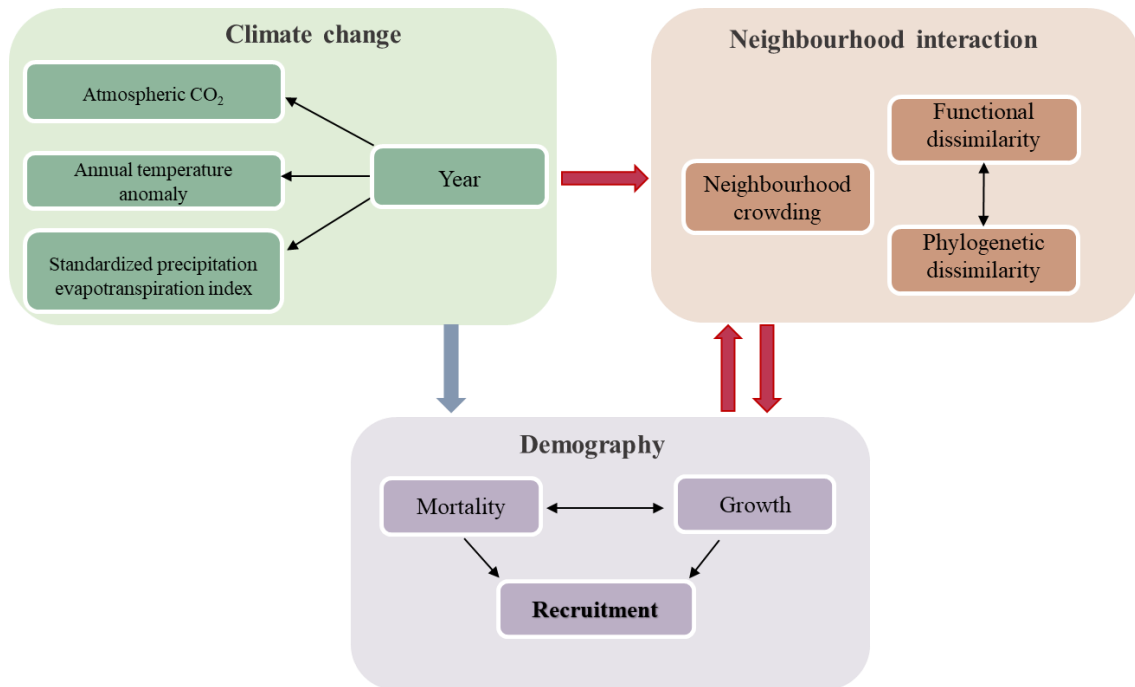 Climate change
Atmospheric CO₂
Annual temperature
anomaly
Standardized precipitation
evapotranspiration index
Year
Neighbourhood interaction
Neighbourhood
crowding
Functional
dissimilarity
Phylogenetic
dissimilarity
Demography
Mortality
Growth
Recruitment